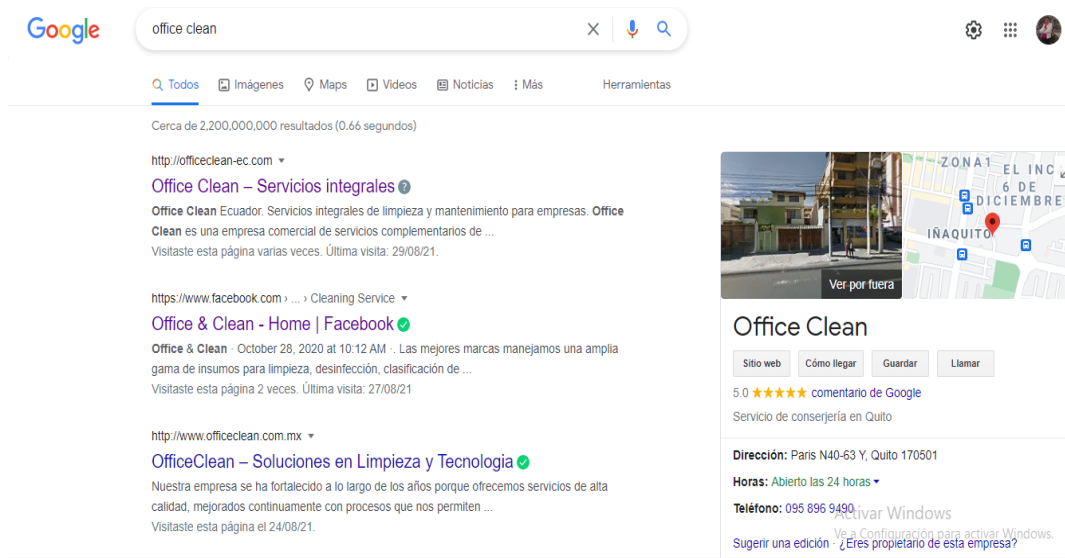 Google
office clean
Todos
Imágenes
Maps
Videos
Noticias
Más
Herramientas
Cerca de 2,200,000,000 resultados (0.66 segundos)
http://officeclean-ec.com
Office Clean – Servicios integrales
Office Clean Ecuador. Servicios integrales de limpieza y mantenimiento para empresas. Office
Clean es una empresa comercial de servicios complementarios de ...
Visitaste esta página varias veces. Última visita: 29/08/21.
https://www.facebook.com › ... › Cleaning Service
Office & Clean - Home | Facebook
Office & Clean · October 28, 2020 at 10:12 AM ·. Las mejores marcas manejamos una amplia
gama de insumos para limpieza, desinfección, clasificación de ...
Visitaste esta página 2 veces. Última visita: 27/08/21
http://www.officeclean.com.mx
OfficeClean – Soluciones en Limpieza y Tecnologia
Nuestra empresa se ha fortalecido a lo largo de los años porque ofrecemos servicios de alta
calidad, mejorados continuamente con procesos que nos permiten ...
Visitaste esta página el 24/08/21.
Ver por fuera
ZONA1
EL INC
6 DE
DICIEMBRE
IÑAQUITO
Office Clean
Sitio web
Cómo llegar
Guardar
Llamar
5.0 ★★★★★ comentario de Google
Servicio de conserjería en Quito
Dirección: Paris N40-63 Y, Quito 170501
Horas: Abierto las 24 horas
Teléfono: 095 896 9490
Activar Windows
Ve a Configuración para activar Windows.
Sugerir una edición · ¿Eres propietario de esta empresa?